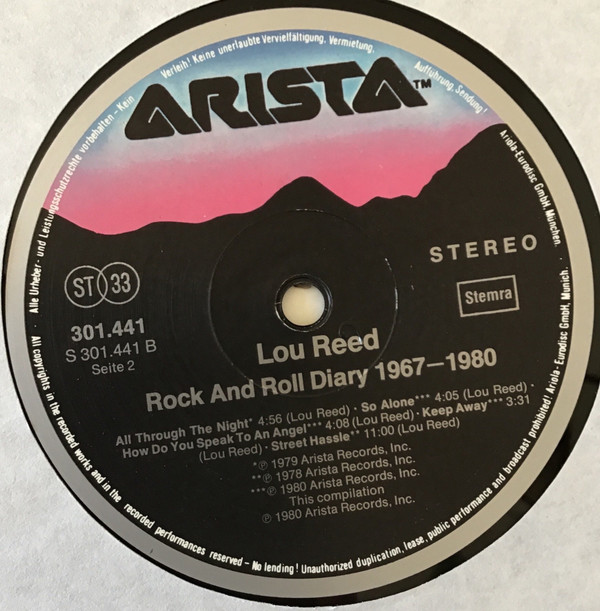 Alle Urheber- und Leistungsschutzrechte vorbehalten - Kein Verleih! Keine unerlaubte Vervielfältigung, Vermietung, Aufführung, Sendung!
ARISTA™
Ariola-Eurodisc GmbH, München.
STEREO
ST 33
Stemra
301.441
S 301.441 B
Seite 2
Lou Reed
Rock And Roll Diary 1967–1980
All Through The Night* 4:56 (Lou Reed) · So Alone*** 4:05 (Lou Reed) ·
How Do You Speak To An Angel*** 4:08 (Lou Reed) · Keep Away*** 3:31
(Lou Reed) · Street Hassle** 11:00 (Lou Reed)
*℗ 1979 Arista Records, Inc.
**℗ 1978 Arista Records, Inc.
***℗ 1980 Arista Records, Inc.
This compilation
℗ 1980 Arista Records, Inc.
All copyrights in the recorded works and in the recorded performances reserved - No lending! Unauthorized duplication, lease, public performance and broadcast prohibited! Ariola-Eurodisc GmbH, Munich.